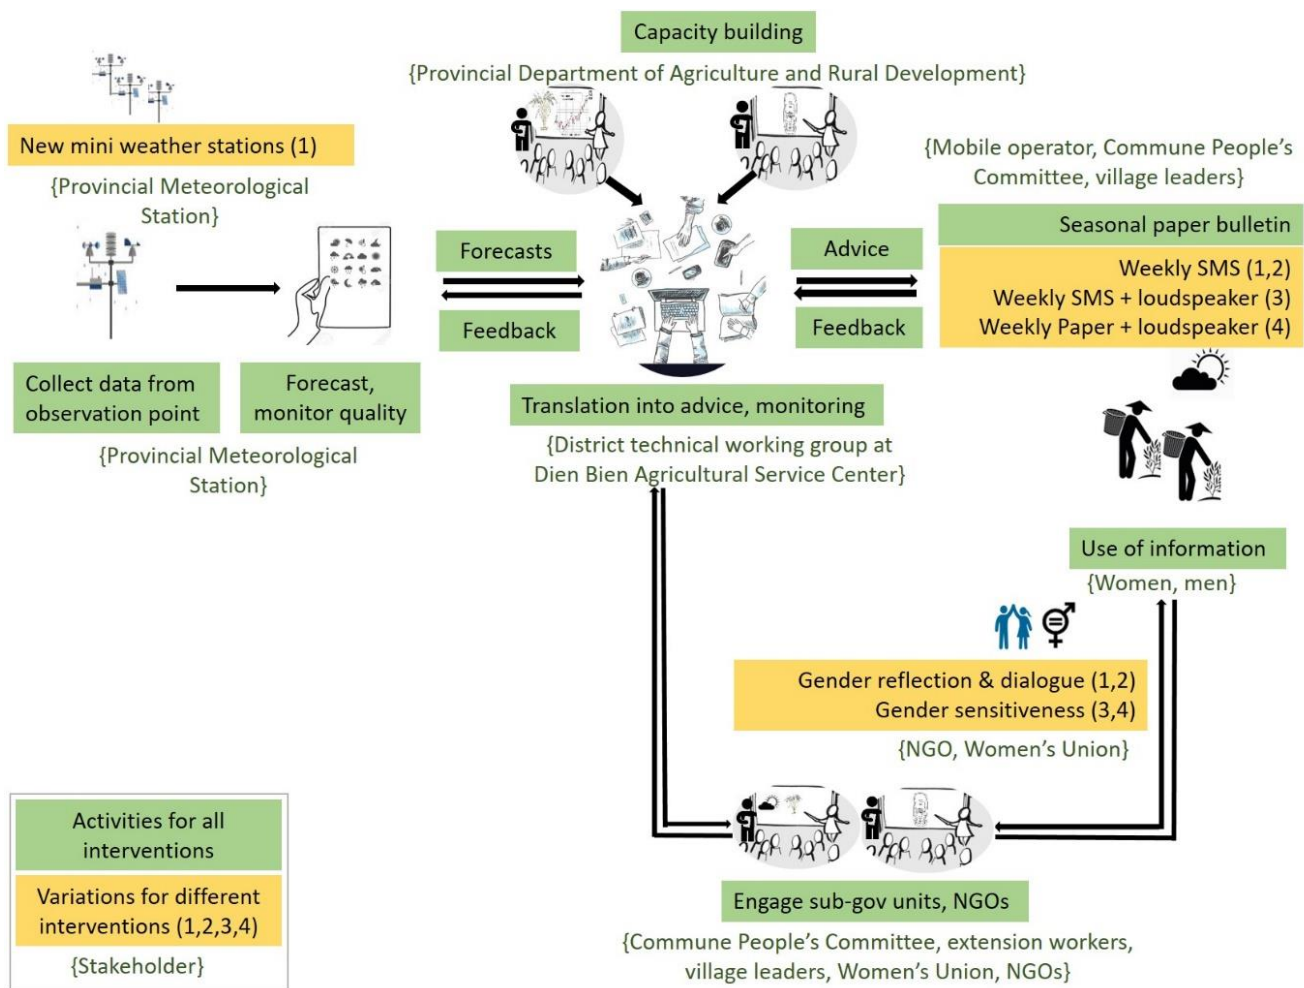 Capacity building
{Provincial Department of Agriculture and Rural Development}
New mini weather stations (1)
{Provincial Meteorological
Station}
{Mobile operator, Commune People's
Committee, village leaders}
Seasonal paper bulletin
Weekly SMS (1,2)
Weekly SMS + loudspeaker (3)
Weekly Paper + loudspeaker (4)
Forecasts
Feedback
Advice
Feedback
Collect data from
observation point
Forecast,
monitor quality
{Provincial Meteorological
Station}
Translation into advice, monitoring
{District technical working group at
Dien Bien Agricultural Service Center}
Use of information
{Women, men}
Gender reflection & dialogue (1,2)
Gender sensitiveness (3,4)
{NGO, Women's Union}
Engage sub-gov units, NGOs
{Commune People's Committee, extension workers,
village leaders, Women's Union, NGOs}
Activities for all
interventions
Variations for different
interventions (1,2,3,4)
{Stakeholder}